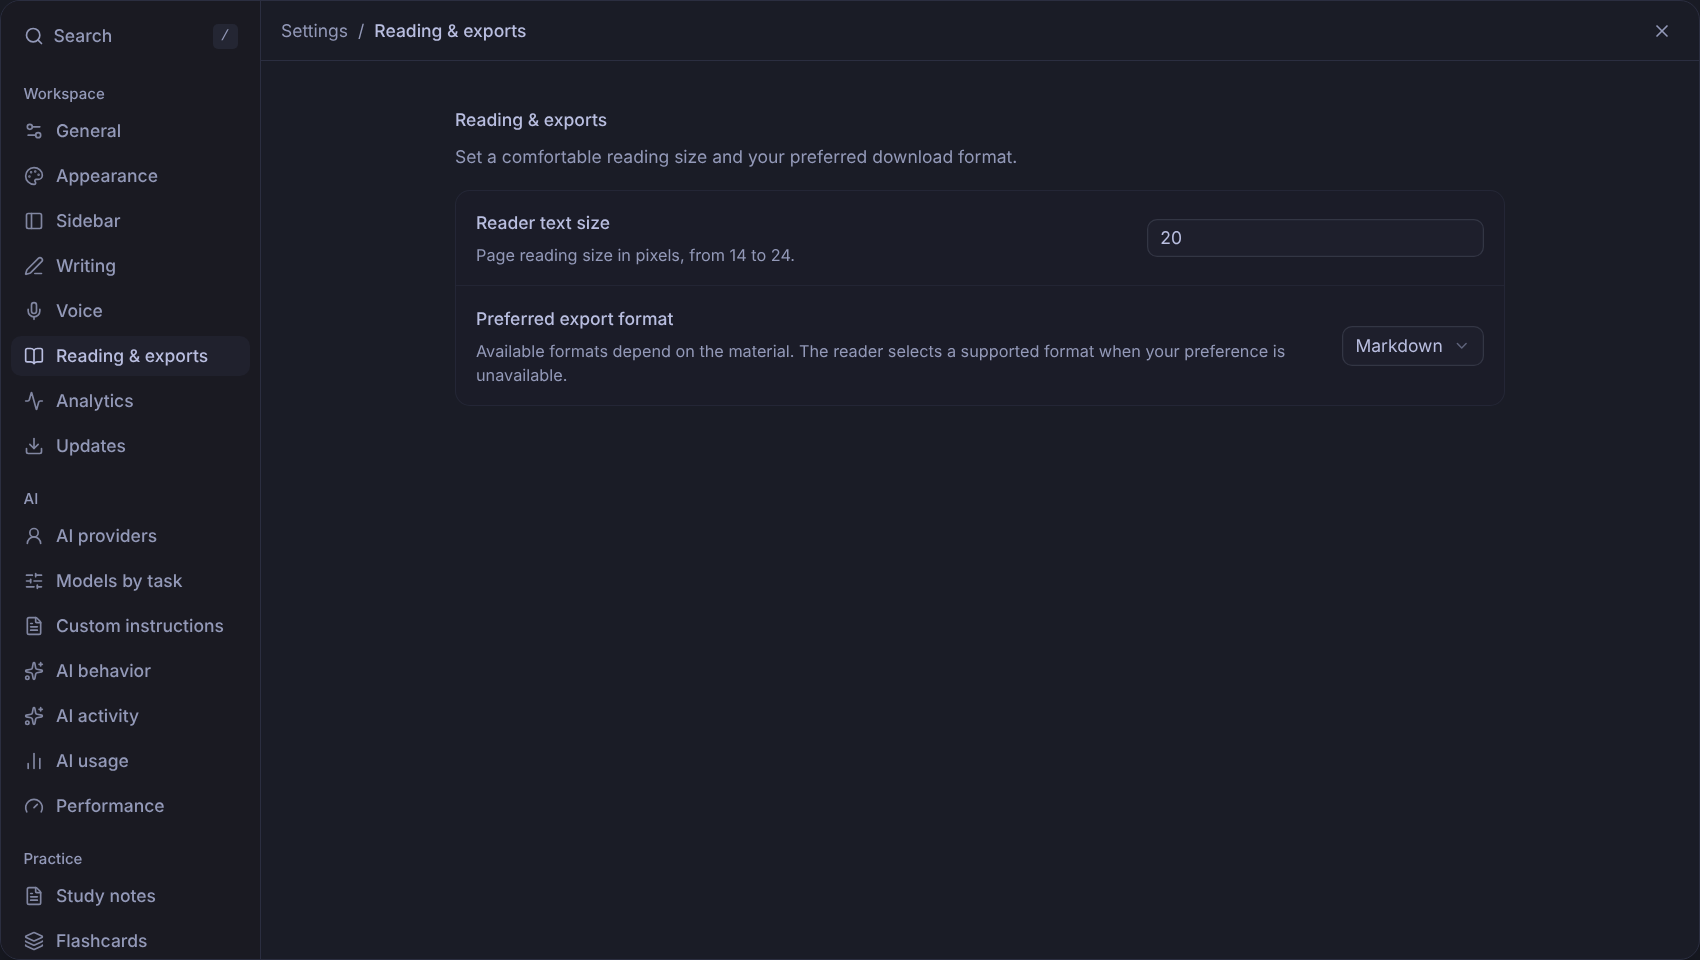 Search
/
Workspace
General
Appearance
Sidebar
Writing
Voice
Reading & exports
Analytics
Updates
AI
AI providers
Models by task
Custom instructions
AI behavior
AI activity
AI usage
Performance
Practice
Study notes
Flashcards
Settings / Reading & exports
Reading & exports
Set a comfortable reading size and your preferred download format.
Reader text size
Page reading size in pixels, from 14 to 24.
20
Preferred export format
Available formats depend on the material. The reader selects a supported format when your preference is
unavailable.
Markdown